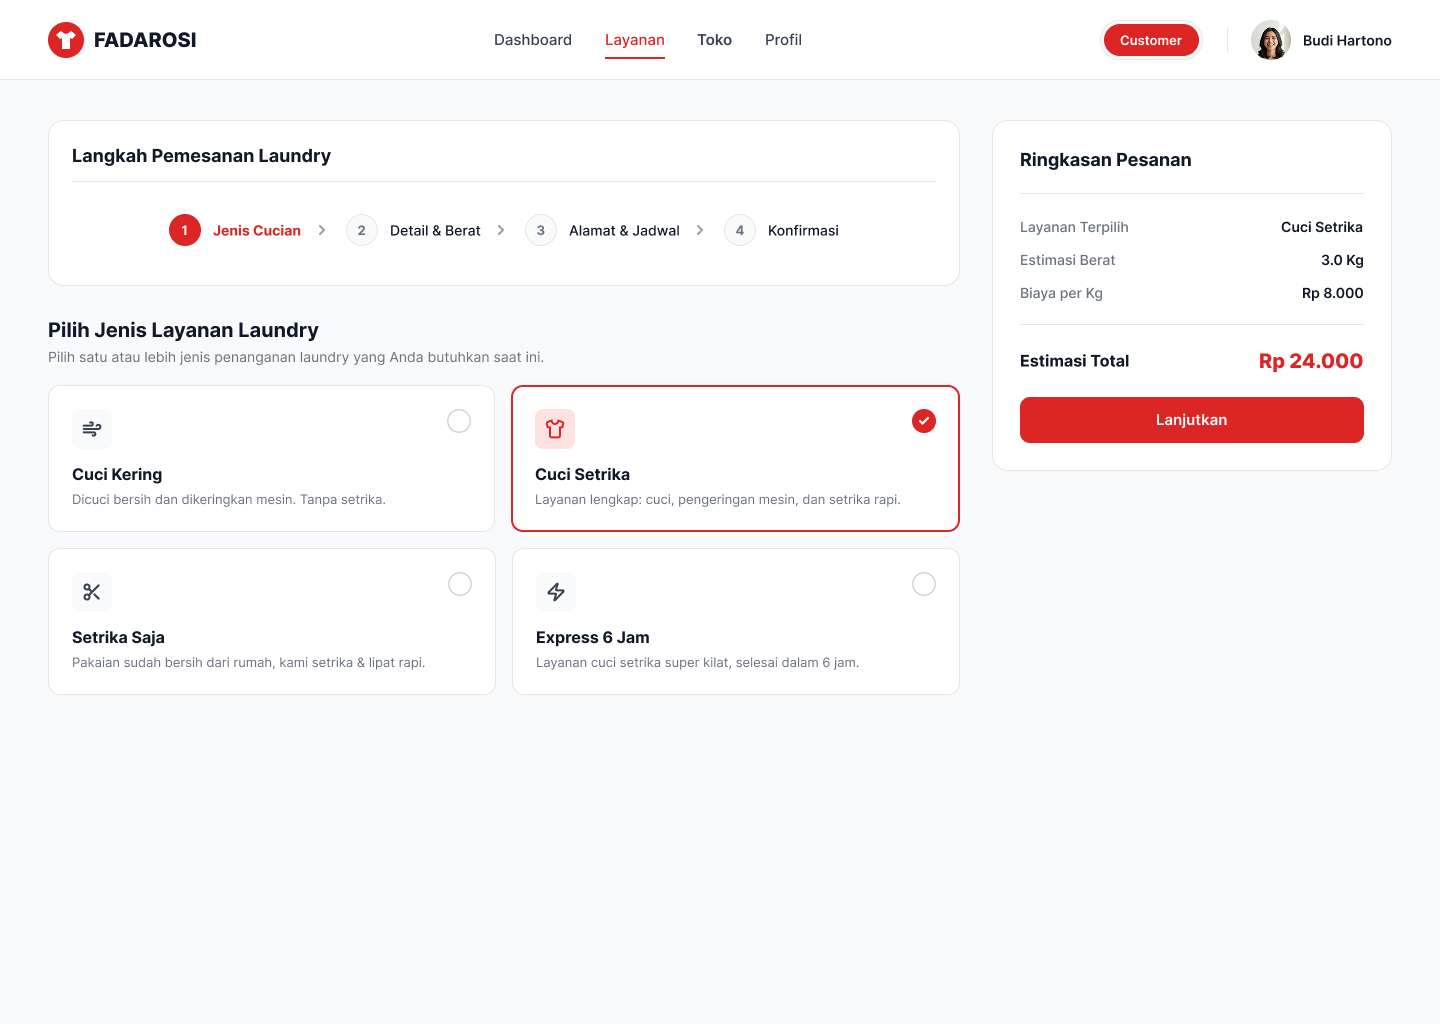 FADAROSI
Dashboard
Layanan
Toko
Profil
Customer
Budi Hartono
Langkah Pemesanan Laundry
1 Jenis Cucian
2 Detail & Berat
3 Alamat & Jadwal
4 Konfirmasi
Pilih Jenis Layanan Laundry
Pilih satu atau lebih jenis penanganan laundry yang Anda butuhkan saat ini.
Cuci Kering
Dicuci bersih dan dikeringkan mesin. Tanpa setrika.
Cuci Setrika
Layanan lengkap: cuci, pengeringan mesin, dan setrika rapi.
Setrika Saja
Pakaian sudah bersih dari rumah, kami setrika & lipat rapi.
Express 6 Jam
Layanan cuci setrika super kilat, selesai dalam 6 jam.
Ringkasan Pesanan
Layanan Terpilih Cuci Setrika
Estimasi Berat 3.0 Kg
Biaya per Kg Rp 8.000
Estimasi Total Rp 24.000
Lanjutkan